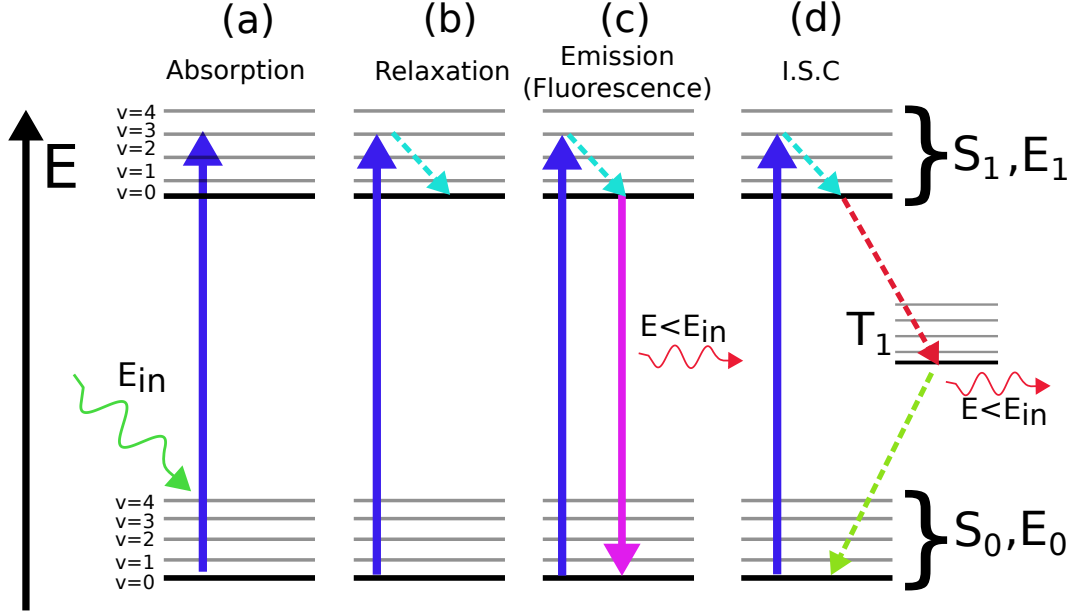 (a)
(b)
(c)
(d)
Absorption
Relaxation
Emission
(Fluorescence)
I.S.C
E
v=4
v=3
v=2
v=1
v=0
S1,E1
T1
E<Ein
E<Ein
Ein
v=4
v=3
v=2
v=1
v=0
S0,E0